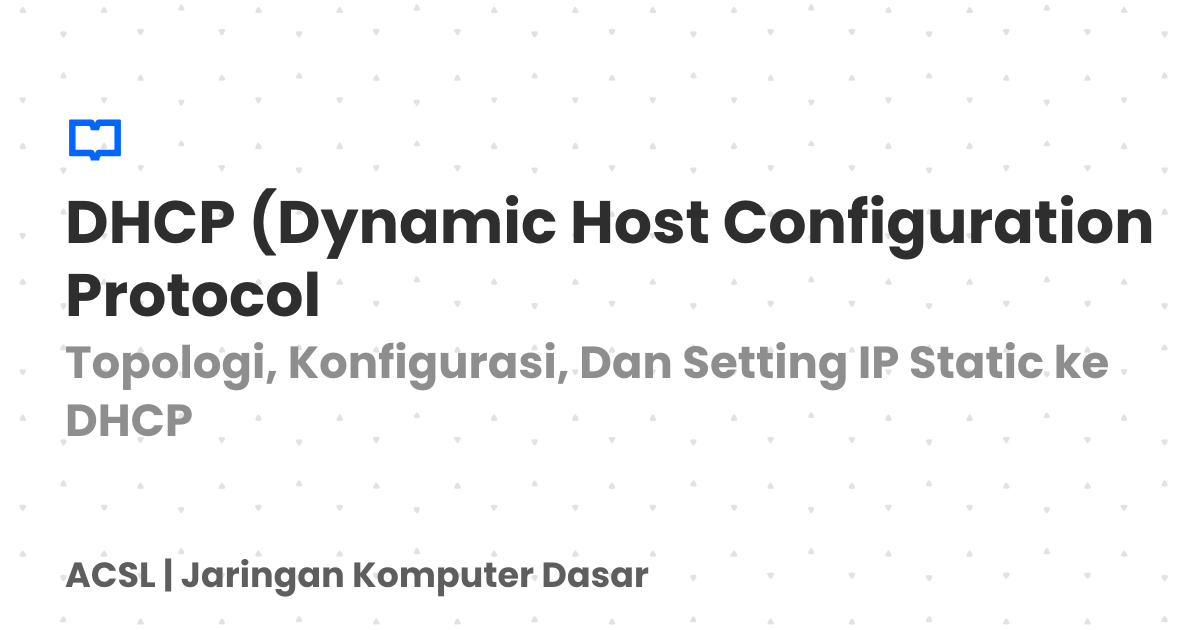 DHCP (Dynamic Host Configuration
Protocol
Topologi, Konfigurasi, Dan Setting IP Static ke
DHCP
ACSL | Jaringan Komputer Dasar